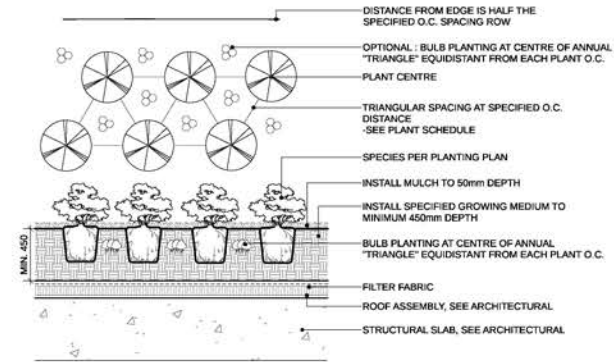 DISTANCE FROM EDGE IS HALF THE
SPECIFIED O.C. SPACING ROW
OPTIONAL : BULB PLANTING AT CENTRE OF ANNUAL
"TRIANGLE" EQUIDISTANT FROM EACH PLANT O.C.
PLANT CENTRE
TRIANGULAR SPACING AT SPECIFIED O.C.
DISTANCE
-SEE PLANT SCHEDULE
SPECIES PER PLANTING PLAN
INSTALL MULCH TO 50mm DEPTH
INSTALL SPECIFIED GROWING MEDIUM TO
MINIMUM 450mm DEPTH
MIN. 450
BULB PLANTING AT CENTRE OF ANNUAL
"TRIANGLE" EQUIDISTANT FROM EACH PLANT O.C.
FILTER FABRIC
ROOF ASSEMBLY, SEE ARCHITECTURAL
STRUCTURAL SLAB, SEE ARCHITECTURAL